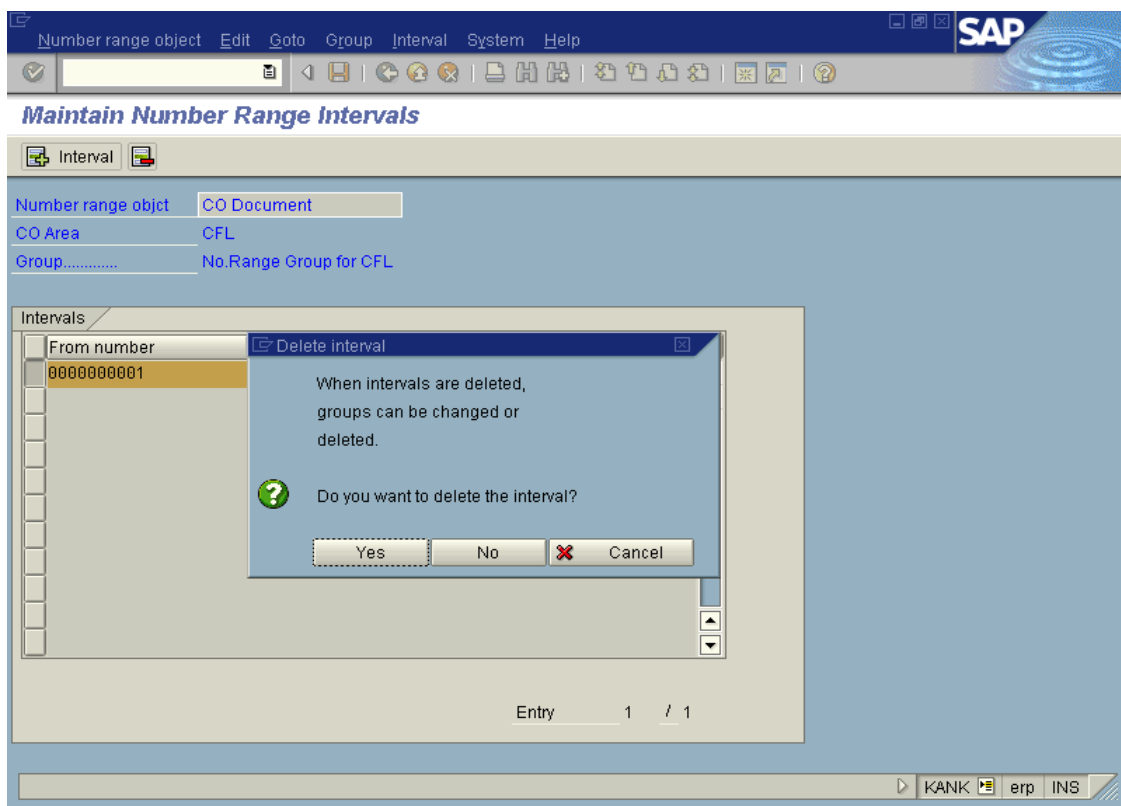 Number range object Edit Goto Group Interval System Help
SAP
Maintain Number Range Intervals
Interval
Number range objct CO Document
CO Area CFL
Group............. No.Range Group for CFL
Intervals
From number
0000000001
Delete interval
When intervals are deleted,
groups can be changed or
deleted.
Do you want to delete the interval?
Yes No Cancel
Entry 1 / 1
KANK erp INS